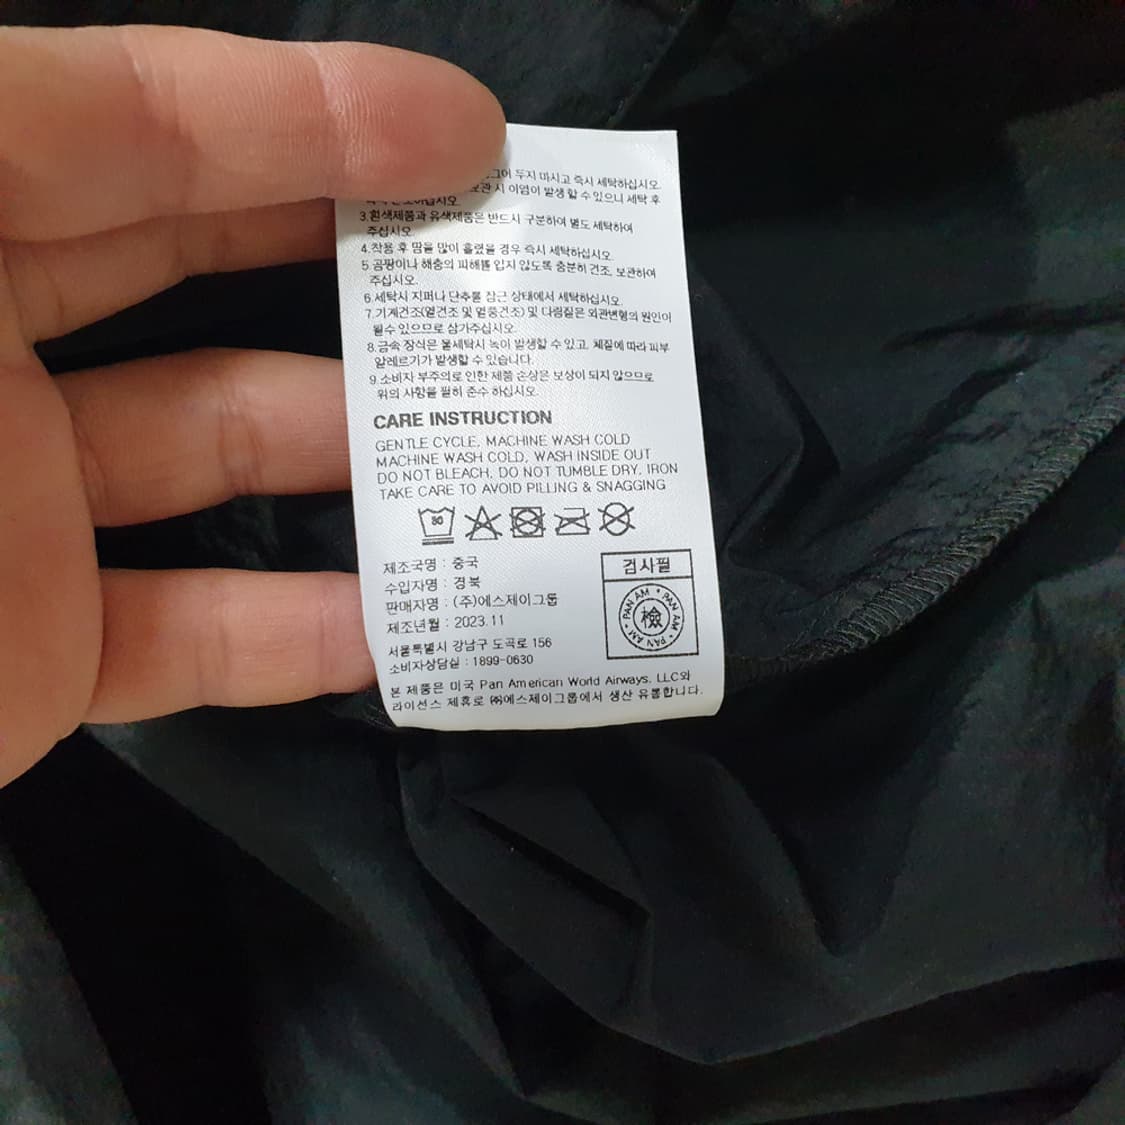 두지 마시고 즉시 세탁하십시오.
보관 시 이염이 발생할 수 있으니 세탁 후
3.흰색제품과 유색제품은 반드시 구분하여 별도 세탁하여
주십시오.
4.착용 후 땀을 많이 흘렸을 경우 즉시 세탁하십시오.
5.곰팡이나 해충의 피해를 입지 않도록 충분히 건조, 보관하여
주십시오.
6.세탁시 지퍼나 단추를 잠근 상태에서 세탁하십시오.
7.기계건조(열건조 및 열풍건조) 및 다림질은 외관변형의 원인이
될수 있으므로 삼가주십시오.
8.금속 장식은 물세탁시 녹이 발생할 수 있고, 체질에 따라 피부
알레르기가 발생할 수 있습니다.
9.소비자 부주의로 인한 제품 손상은 보상이 되지 않으므로
위의 사항을 필히 준수 하십시오.
CARE INSTRUCTION
GENTLE CYCLE, MACHINE WASH COLD
MACHINE WASH COLD, WASH INSIDE OUT
DO NOT BLEACH, DO NOT TUMBLE DRY, IRON
TAKE CARE TO AVOID PILLING & SNAGGING
30
제조국명 : 중국
수입자명 : 경북
판매자명 : (주)에스제이그룹
제조년월 : 2023.11
서울특별시 강남구 도곡로 156
소비자상담실 : 1899-0630
검사필
PAN AM • PAN AM • PAN AM •
檢
본 제품은 미국 Pan American World Airways, LLC와
라이선스 제휴로 ㈜에스제이그룹에서 생산 유통합니다.